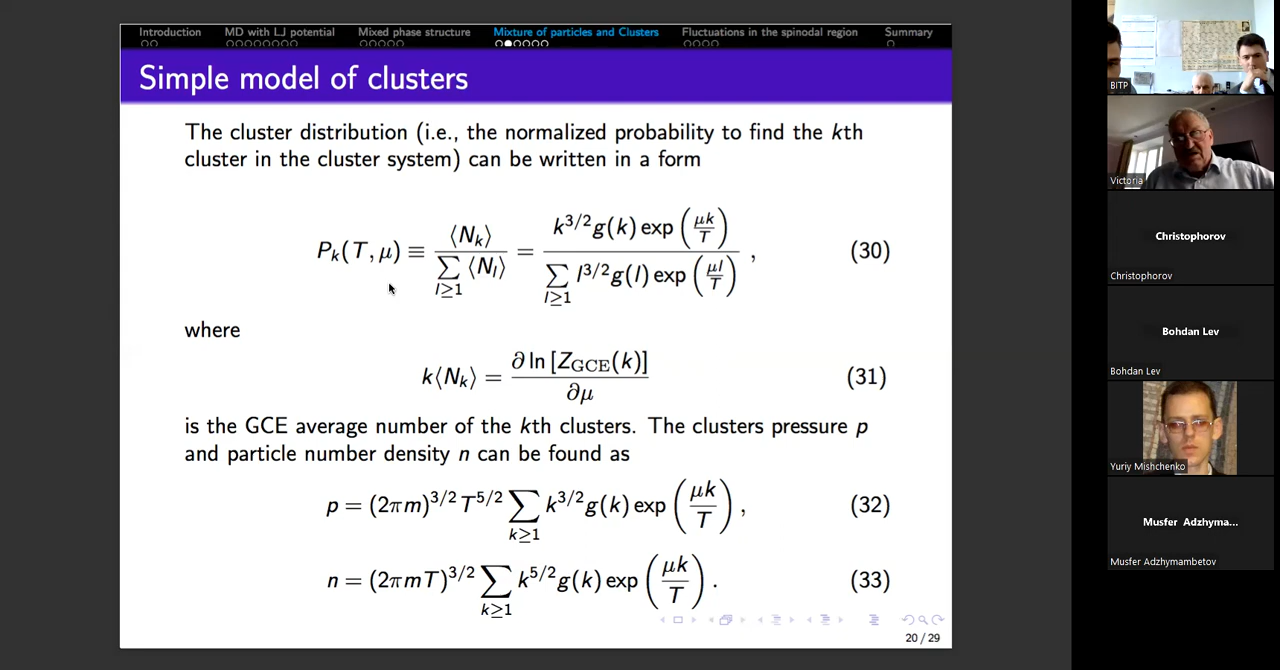 Introduction MD with LJ potential Mixed phase structure Mixture of particles and Clusters Fluctuations in the spinodal region Summary
Simple model of clusters
The cluster distribution (i.e., the normalized probability to find the kth
cluster in the cluster system) can be written in a form
P_k(T, μ) ≡ ⟨N_k⟩ / ∑_{l≥1} ⟨N_l⟩ = k^{3/2} g(k) exp (μk/T) / ∑_{l≥1} l^{3/2} g(l) exp (μl/T) , (30)
where
k⟨N_k⟩ = ∂ ln [Z_GCE(k)] / ∂μ (31)
is the GCE average number of the kth clusters. The clusters pressure p
and particle number density n can be found as
p = (2πm)^{3/2} T^{5/2} ∑_{k≥1} k^{3/2} g(k) exp (μk/T) , (32)
n = (2πmT)^{3/2} ∑_{k≥1} k^{5/2} g(k) exp (μk/T) . (33)
20 / 29
BITP
Victoria
Christophorov
Christophorov
Bohdan Lev
Bohdan Lev
Yuriy Mishchenko
Musfer Adzhyma...
Musfer Adzhymambetov